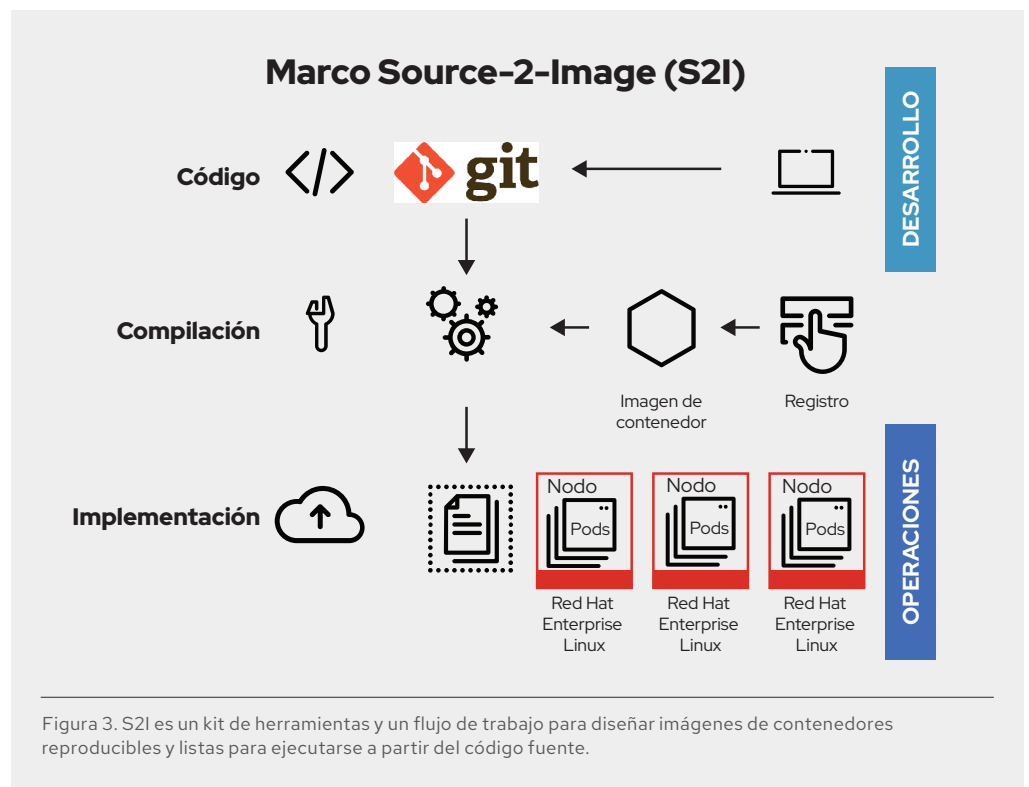 Marco Source-2-Image (S2I)
DESARROLLO
Código
git
Compilación
Imagen de
contenedor
Registro
OPERACIONES
Implementación
Nodo
Pods
Red Hat
Enterprise
Linux
Nodo
Pods
Red Hat
Enterprise
Linux
Nodo
Pods
Red Hat
Enterprise
Linux
Figura 3. S2I es un kit de herramientas y un flujo de trabajo para diseñar imágenes de contenedores
reproducibles y listas para ejecutarse a partir del código fuente.